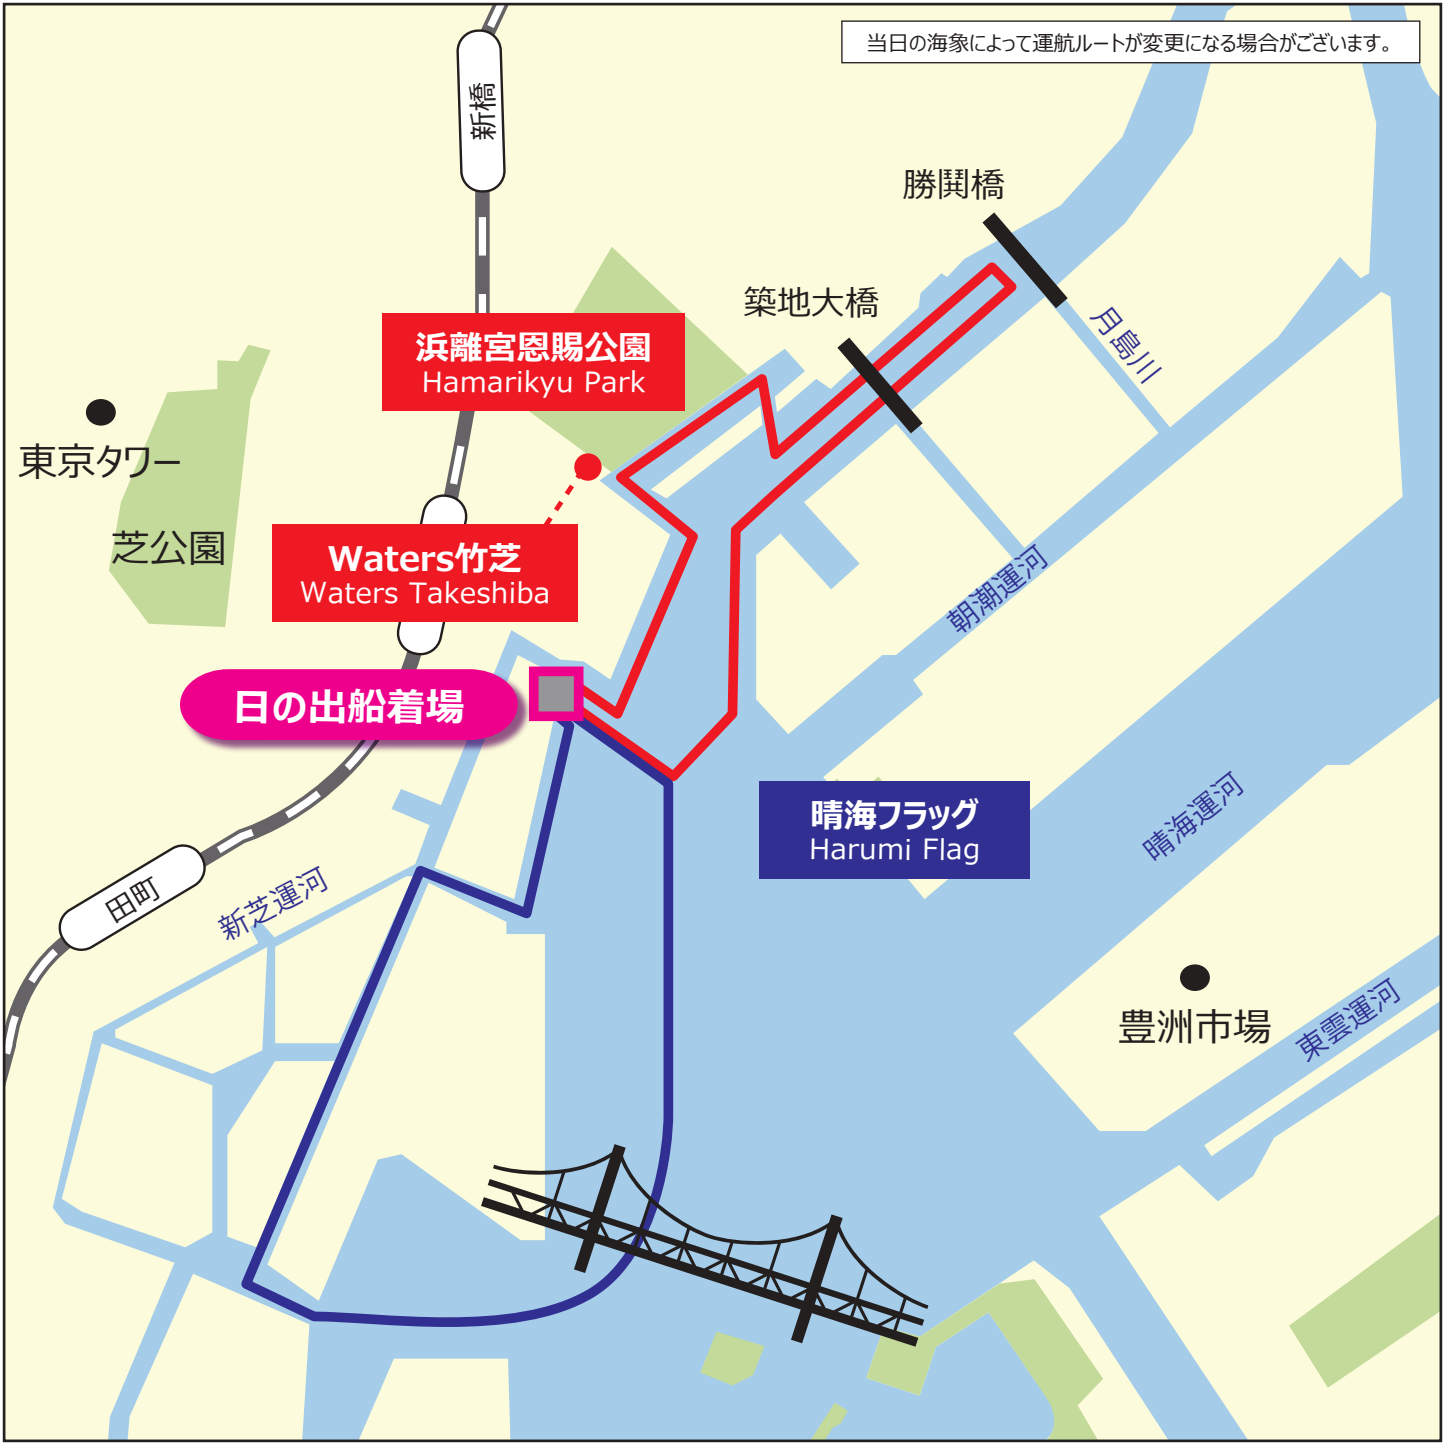 当日の海象によって運航ルートが変更になる場合がございます。
新橋
勝鬨橋
築地大橋
月島川
浜離宮恩賜公園
Hamarikyu Park
東京タワー
芝公園
Waters竹芝
Waters Takeshiba
朝潮運河
日の出船着場
晴海フラッグ
Harumi Flag
晴海運河
田町
新芝運河
豊洲市場
東雲運河